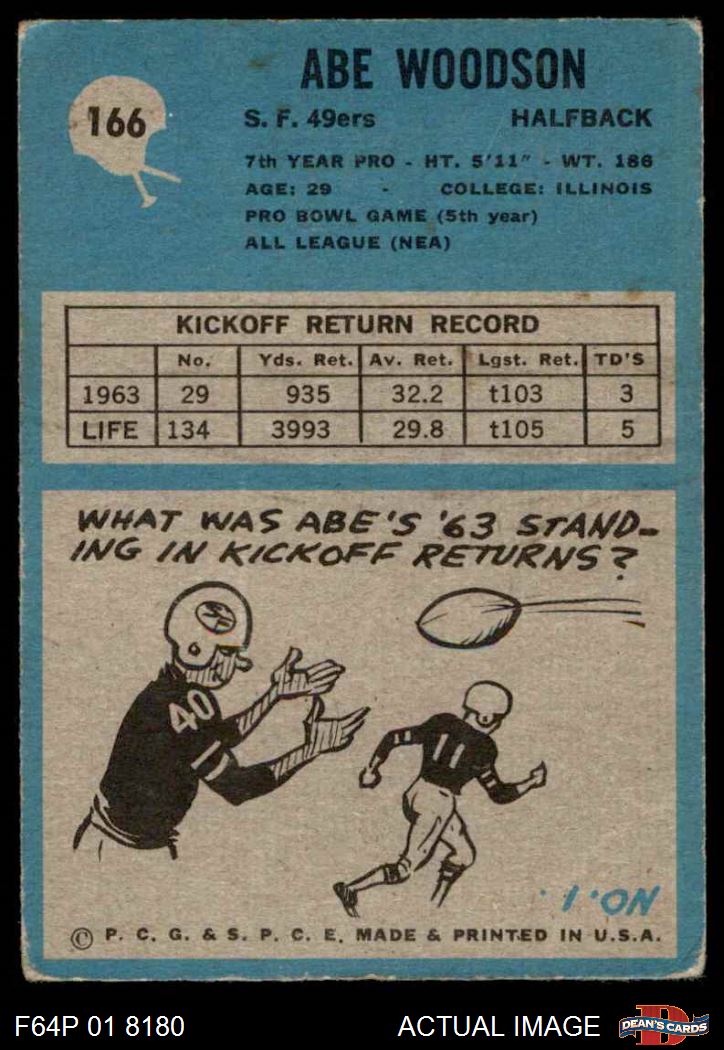 166
ABE WOODSON
S. F. 49ers HALFBACK
7th YEAR PRO - HT. 5'11" - WT. 186
AGE: 29 - COLLEGE: ILLINOIS
PRO BOWL GAME (5th year)
ALL LEAGUE (NEA)
KICKOFF RETURN RECORD
No. Yds. Ret. Av. Ret. Lgst. Ret. TD'S
1963 29 935 32.2 t103 3
LIFE 134 3993 29.8 t105 5
WHAT WAS ABE'S '63 STAND-
ING IN KICKOFF RETURNS?
SF
40
11
NO. 1.
© P. C. G. & S. P. C. E. MADE & PRINTED IN U.S.A.
F64P 01 8180 ACTUAL IMAGE D DEAN'S CARDS